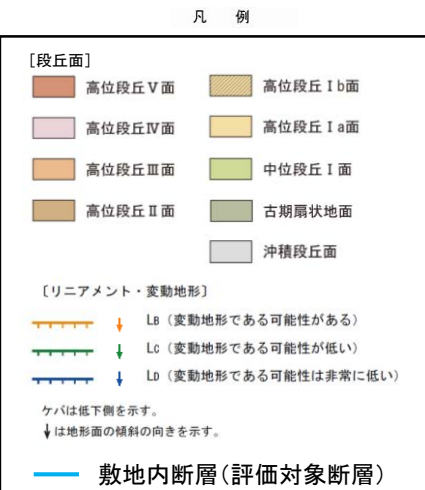 凡 例
[段丘面]
高位段丘Ⅴ面
高位段丘Ⅳ面
高位段丘Ⅲ面
高位段丘Ⅱ面
高位段丘Ⅰb面
高位段丘Ⅰa面
中位段丘Ⅰ面
古期扇状地面
沖積段丘面
〔リニアメント・変動地形〕
LB（変動地形である可能性がある）
LC（変動地形である可能性が低い）
LD（変動地形である可能性は非常に低い）
ケバは低下側を示す。
↓は地形面の傾斜の向きを示す。
敷地内断層(評価対象断層)